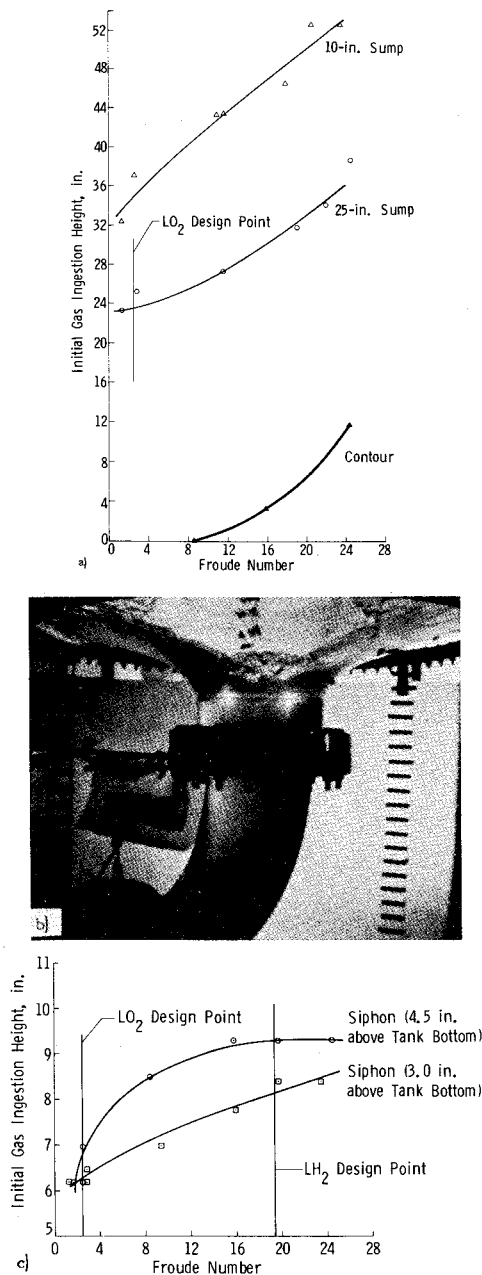 52
48
44
40
36
32
28
24
20
16
12
8
4
0
Initial Gas Ingestion Height, in.
10-in. Sump
LO2 Design Point
25-in. Sump
Contour
0 4 8 12 16 20 24 28
Froude Number
a)
b)
11
10
9
8
7
6
5
Initial Gas Ingestion Height, in.
LO2 Design Point
Siphon (4.5 in. above Tank Bottom)
Siphon (3.0 in. above Tank Bottom)
LH2 Design Point
0 4 8 12 16 20 24 28
Froude Number
c)